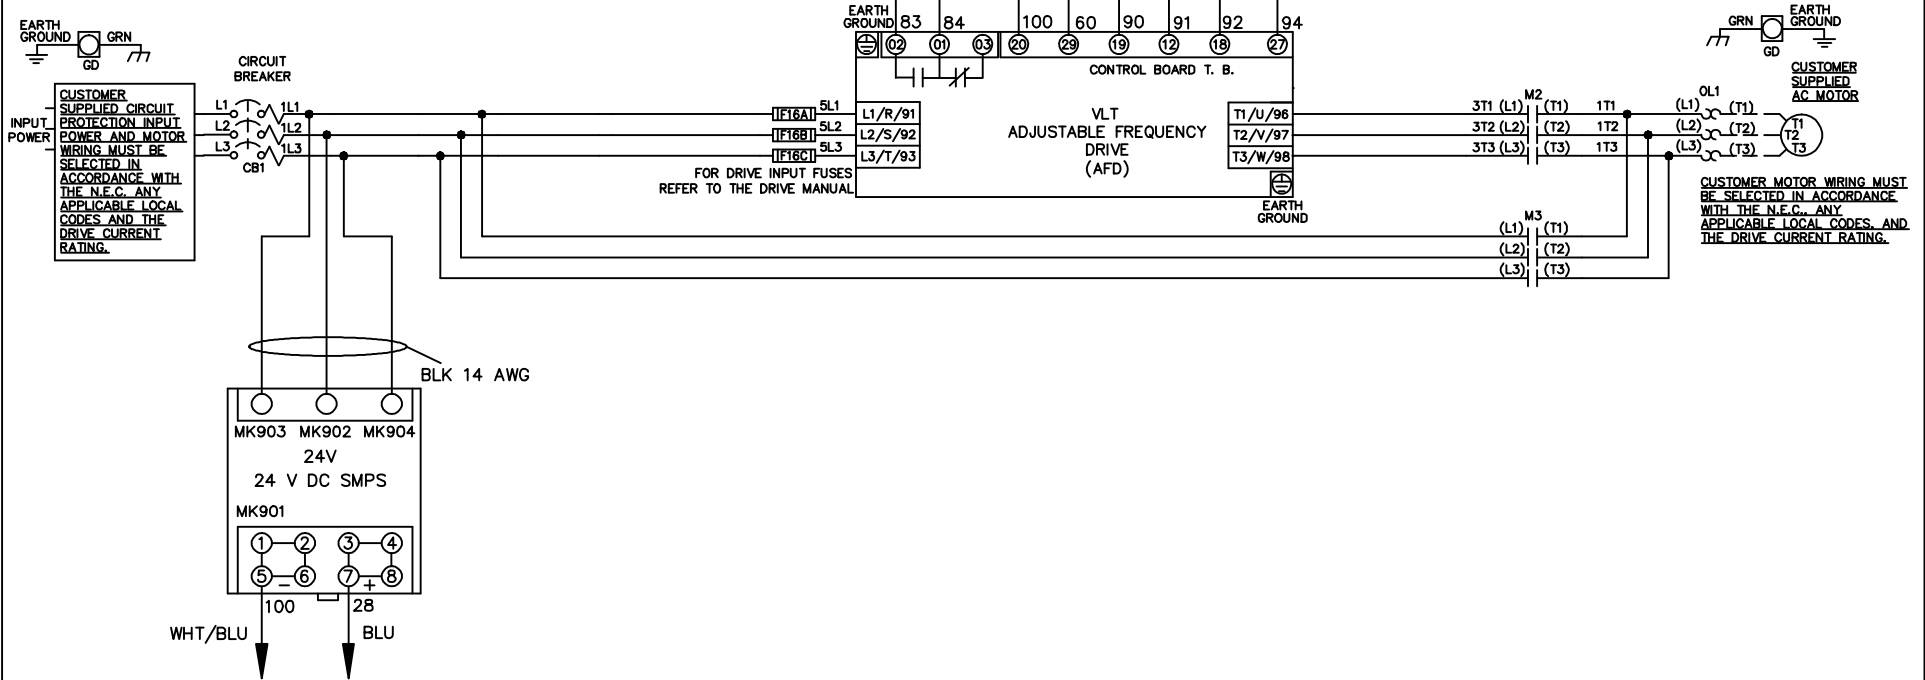 EARTH
GROUND
GRN
GD
CIRCUIT
BREAKER
INPUT
POWER
CUSTOMER
SUPPLIED CIRCUIT
PROTECTION INPUT
POWER AND MOTOR
WIRING MUST BE
SELECTED IN
ACCORDANCE WITH
THE N.E.C. ANY
APPLICABLE LOCAL
CODES AND THE
DRIVE CURRENT
RATING.
L1
L2
L3
1L1
1L2
1L3
CB1
EARTH
GROUND
83 84 100 60 90 91 92 94
02 01 03 20 29 19 12 18 27
CONTROL BOARD T. B.
F16A
F16B
F16C
5L1
5L2
5L3
L1/R/91
L2/S/92
L3/T/93
VLT
ADJUSTABLE FREQUENCY
DRIVE
(AFD)
T1/U/96
T2/V/97
T3/W/98
FOR DRIVE INPUT FUSES
REFER TO THE DRIVE MANUAL
EARTH
GROUND
M2
3T1 (L1) (T1) 1T1
3T2 (L2) (T2) 1T2
3T3 (L3) (T3) 1T3
M3
(L1) (T1)
(L2) (T2)
(L3) (T3)
GRN
EARTH
GROUND
GD
CUSTOMER
SUPPLIED
AC MOTOR
OL1
(L1) (T1)
(L2) (T2)
(L3) (T3)
T1
T2
T3
CUSTOMER MOTOR WIRING MUST
BE SELECTED IN ACCORDANCE
WITH THE N.E.C., ANY
APPLICABLE LOCAL CODES, AND
THE DRIVE CURRENT RATING.
BLK 14 AWG
MK903 MK902 MK904
24V
24 V DC SMPS
MK901
1 2 3 4
5 6 7 8
− +
100 28
WHT/BLU BLU